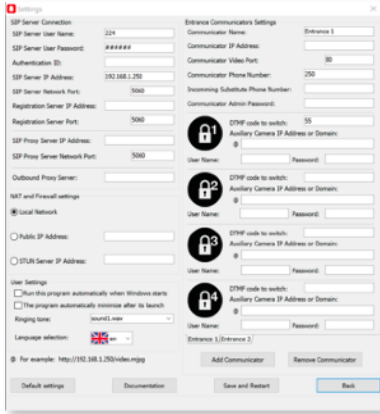 Settings
SIP Server Connection
SIP Server User Name: 224
SIP Server User Password: ######
Authentication ID:
SIP Server IP Address: 192.168.1.250
SIP Server Network Port: 5060
Registration Server IP Address:
Registration Server Port: 5060
SIP Proxy Server IP Address:
SIP Proxy Server Network Port: 5060
Outbound Proxy Server:
NAT and Firewall settings
Local Network
Public IP Address:
STUN Server IP Address:
User Settings
Run this program automatically when Windows starts
The program automatically minimize after its launch
Ringing tone: sound1.wav
Language selection: en
@ For example: http://192.168.1.250/video.mjpg
Entrance Communicators Settings
Communicator Name: Entrance 1
Communicator IP Address:
Communicator Video Port: 80
Communicator Phone Number: 250
Incomming Substitute Phone Number:
Communicator Admin Password:
1
DTMF code to switch: 55
Auxiliary Camera IP Address or Domain:
@
User Name: Password:
2
DTMF code to switch:
Auxiliary Camera IP Address or Domain:
@
User Name: Password:
3
DTMF code to switch:
Auxiliary Camera IP Address or Domain:
@
User Name: Password:
4
DTMF code to switch:
Auxiliary Camera IP Address or Domain:
@
User Name: Password:
Entrance 1 Entrance 2
Add Communicator Remove Communicator
Default settings Documentation Save and Restart Back